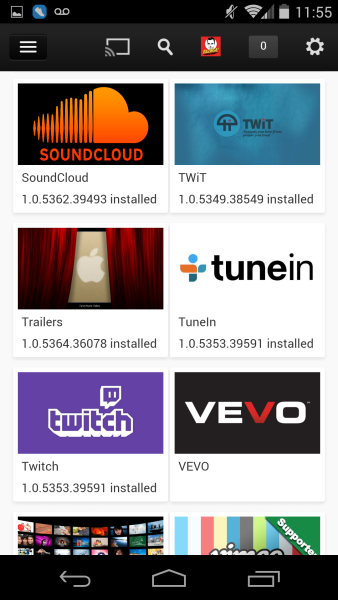 11:55
0
SOUNDCLOUD
TWiT
SoundCloud
TWiT
1.0.5362.39493 installed
1.0.5349.38549 installed
tunein
Trailers
TuneIn
1.0.5364.36078 installed
1.0.5353.39591 installed
twitch
VEVO
Twitch
VEVO
1.0.5353.39591 installed
Supporte
vimeo